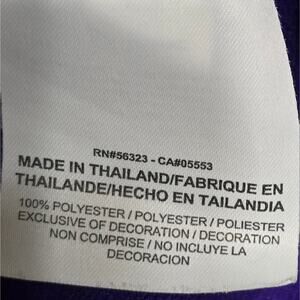 RN#56323 - CA#05553
MADE IN THAILAND/FABRIQUE EN
THAILANDE/HECHO EN TAILANDIA
100% POLYESTER / POLYESTER / POLIESTER
EXCLUSIVE OF DECORATION / DECORATION
NON COMPRISE / NO INCLUYE LA
DECORACION